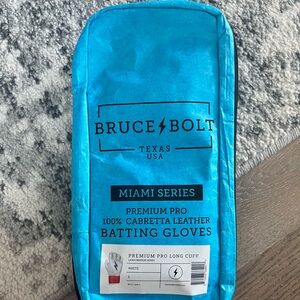 BRUCE BOLT
TEXAS
USA
MIAMI SERIES
PREMIUM PRO
100% CABRETTA LEATHER
BATTING GLOVES
PREMIUM PRO LONG CUFF
WHITE